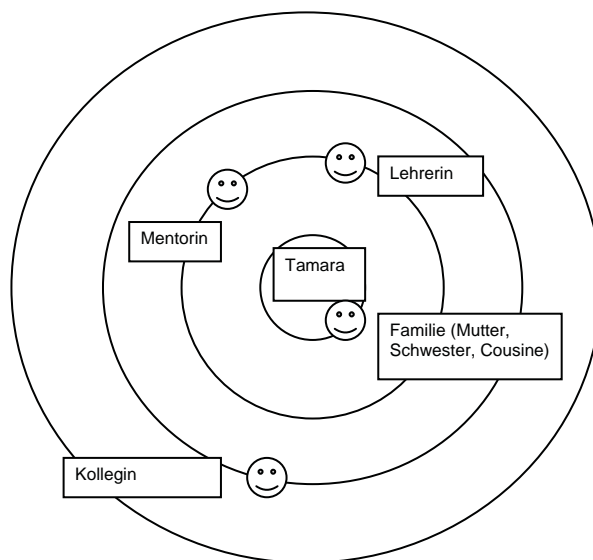 Lehrerin
Mentorin
Tamara
Familie (Mutter,
Schwester, Cousine)
Kollegin